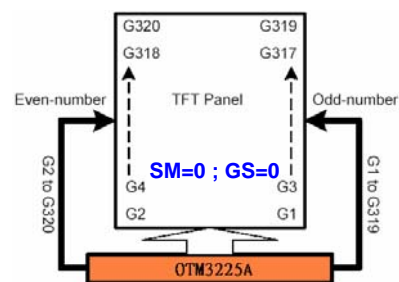 G320 G319
G318 G317
Even-number TFT Panel Odd-number
SM=0 ; GS=0
G4 G3
G2 G1
G2 to G320
G1 to G319
OTM3225A